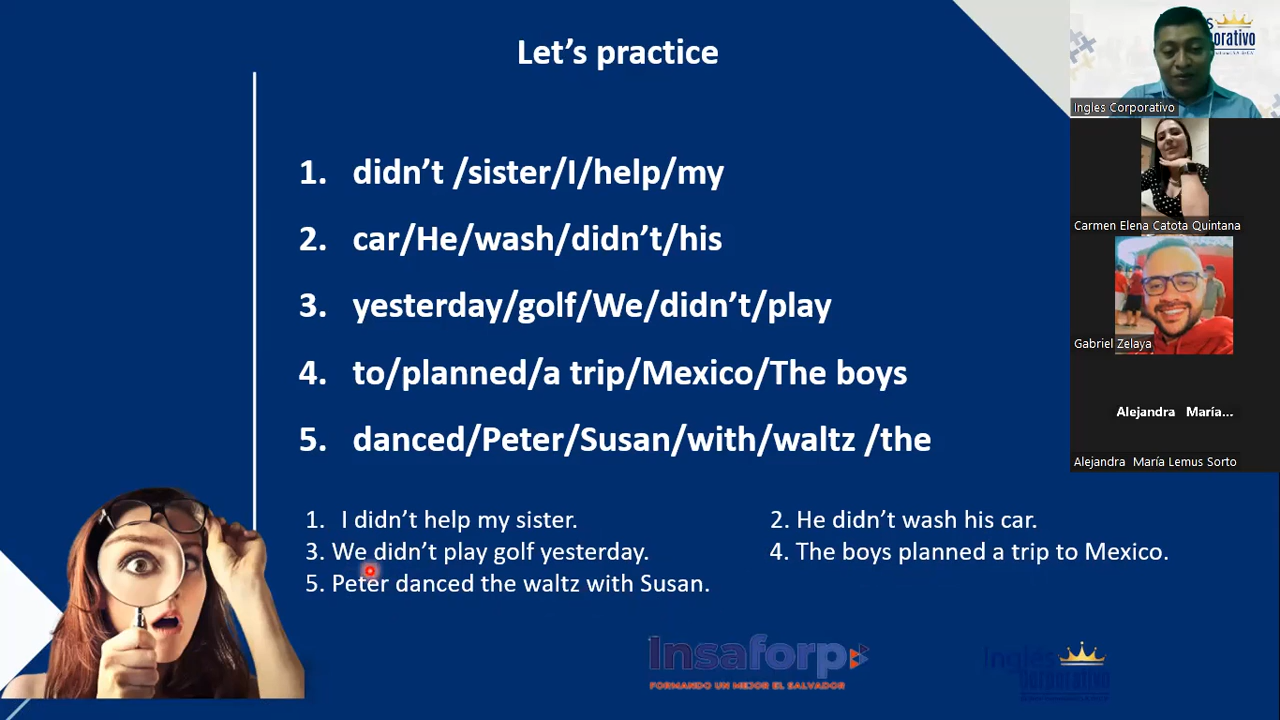 Let's practice
1. didn't /sister/I/help/my
2. car/He/wash/didn't/his
3. yesterday/golf/We/didn't/play
4. to/planned/a trip/Mexico/The boys
5. danced/Peter/Susan/with/waltz /the
1. I didn't help my sister.
2. He didn't wash his car.
3. We didn't play golf yesterday.
4. The boys planned a trip to Mexico.
5. Peter danced the waltz with Susan.
Insaforp
FORMANDO UN MEJOR EL SALVADOR
Ingles
Corporativo
Ingles Corporativo
Carmen Elena Catota Quintana
Gabriel Zelaya
Alejandra María...
Alejandra María Lemus Sorto